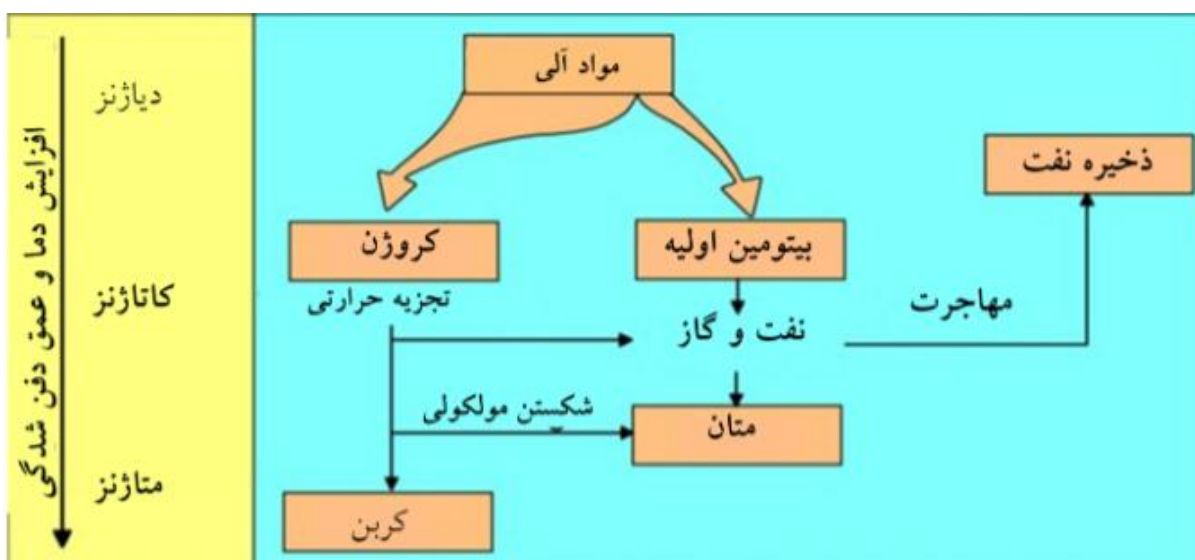 مواد آلی
دیاژنز
ذخیره نفت
افزایش دما و عمق دفن شدگی
کروژن
بیتومین اولیه
کاتاژنز
تجزیه حرارتی
مهاجرت
نفت و گاز
شکستن مولکولی
متان
متاژنز
کربن